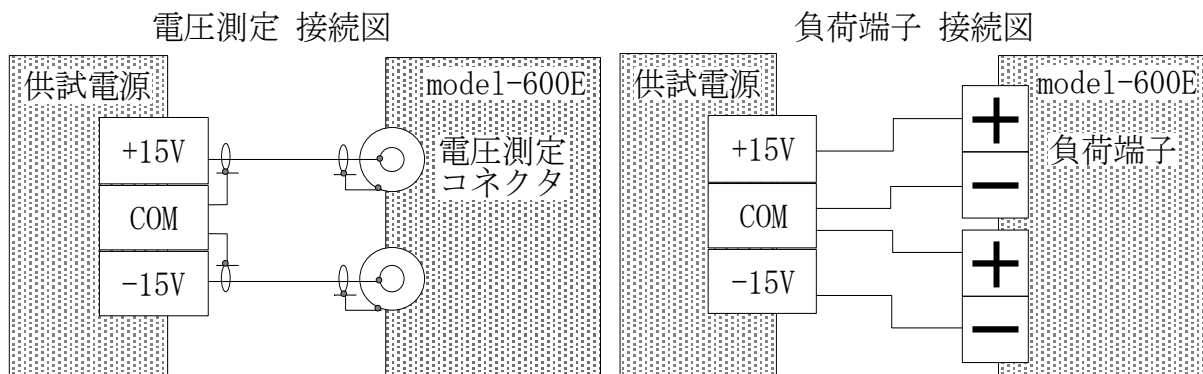 電圧測定 接続図
供試電源
+15V
COM
-15V
model-600E
電圧測定
コネクタ
負荷端子 接続図
供試電源
+15V
COM
-15V
+
-
+
-
model-600E
負荷端子